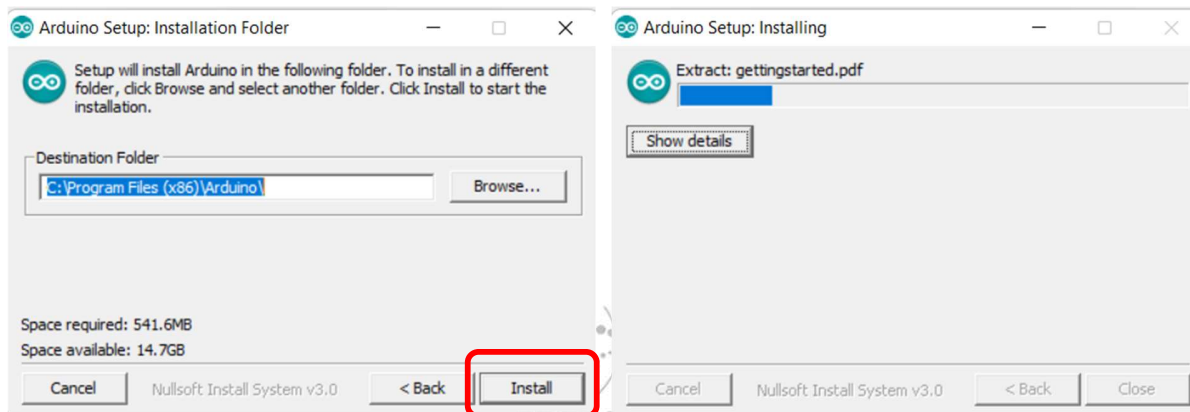 Arduino Setup: Installation Folder
Setup will install Arduino in the following folder. To install in a different
folder, click Browse and select another folder. Click Install to start the
installation.
Destination Folder
C:\Program Files (x86)\Arduino\
Browse...
Space required: 541.6MB
Space available: 14.7GB
Cancel
Nullsoft Install System v3.0
< Back
Install
Arduino Setup: Installing
Extract: gettingstarted.pdf
Show details
Cancel
Nullsoft Install System v3.0
< Back
Close